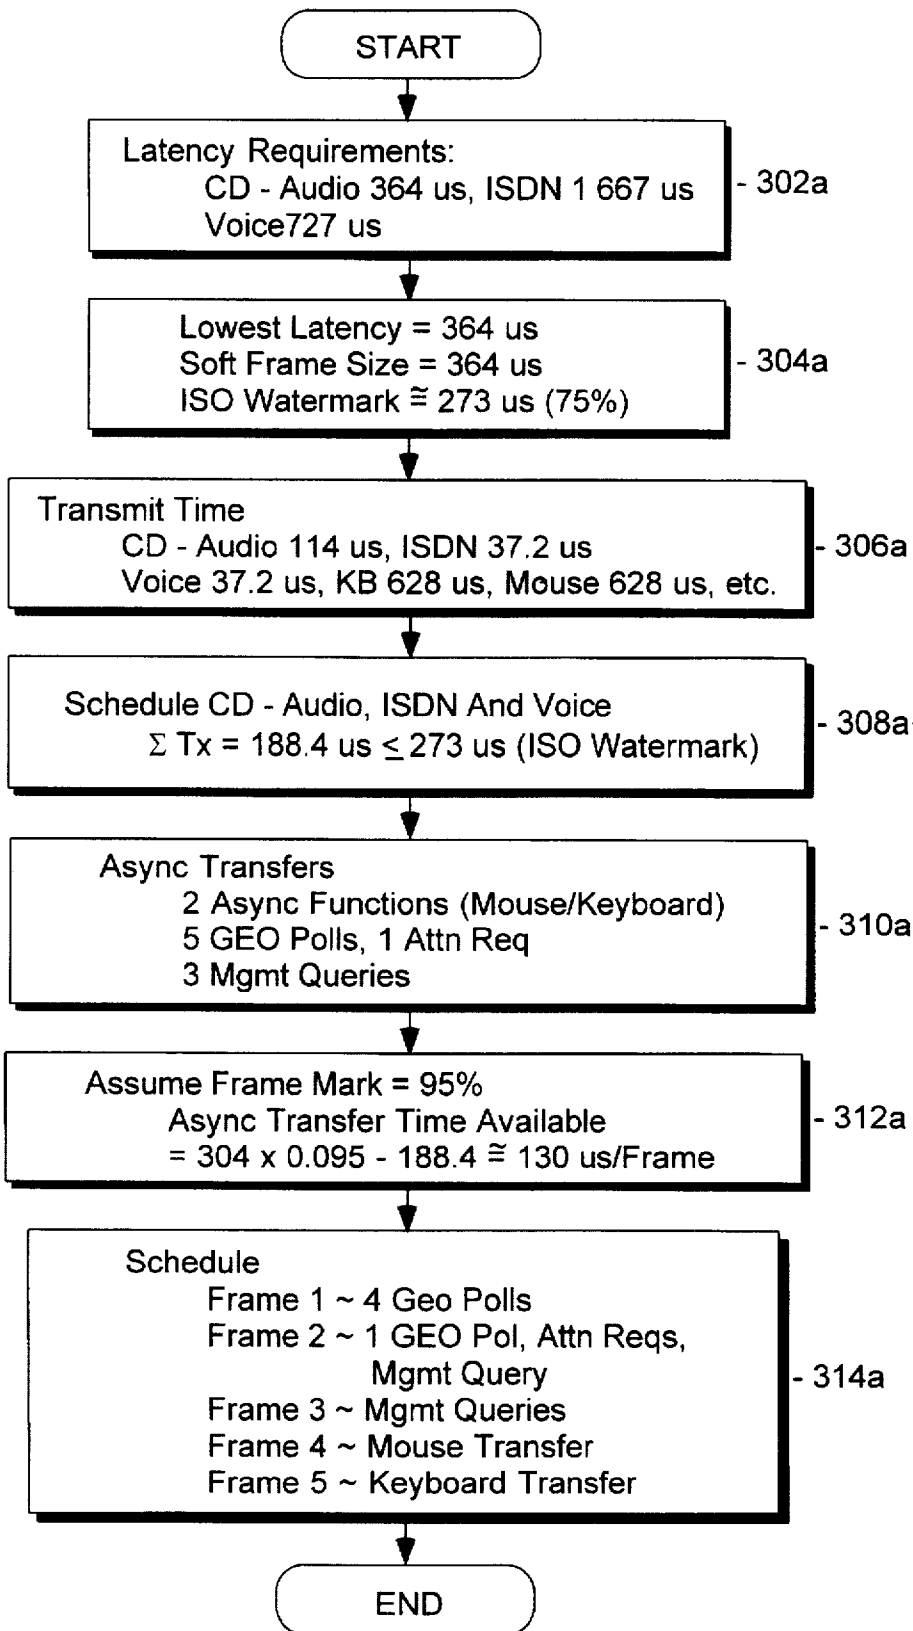 START
Latency Requirements:
CD - Audio 364 us, ISDN 1 667 us
Voice727 us
- 302a
Lowest Latency = 364 us
Soft Frame Size = 364 us
ISO Watermark ≅ 273 us (75%)
- 304a
Transmit Time
CD - Audio 114 us, ISDN 37.2 us
Voice 37.2 us, KB 628 us, Mouse 628 us, etc.
- 306a
Schedule CD - Audio, ISDN And Voice
Σ Tx = 188.4 us ≤ 273 us (ISO Watermark)
- 308a
Async Transfers
2 Async Functions (Mouse/Keyboard)
5 GEO Polls, 1 Attn Req
3 Mgmt Queries
- 310a
Assume Frame Mark = 95%
Async Transfer Time Available
= 304 x 0.095 - 188.4 ≅ 130 us/Frame
- 312a
Schedule
Frame 1 ~ 4 Geo Polls
Frame 2 ~ 1 GEO Pol, Attn Reqs,
Mgmt Query
Frame 3 ~ Mgmt Queries
Frame 4 ~ Mouse Transfer
Frame 5 ~ Keyboard Transfer
- 314a
END